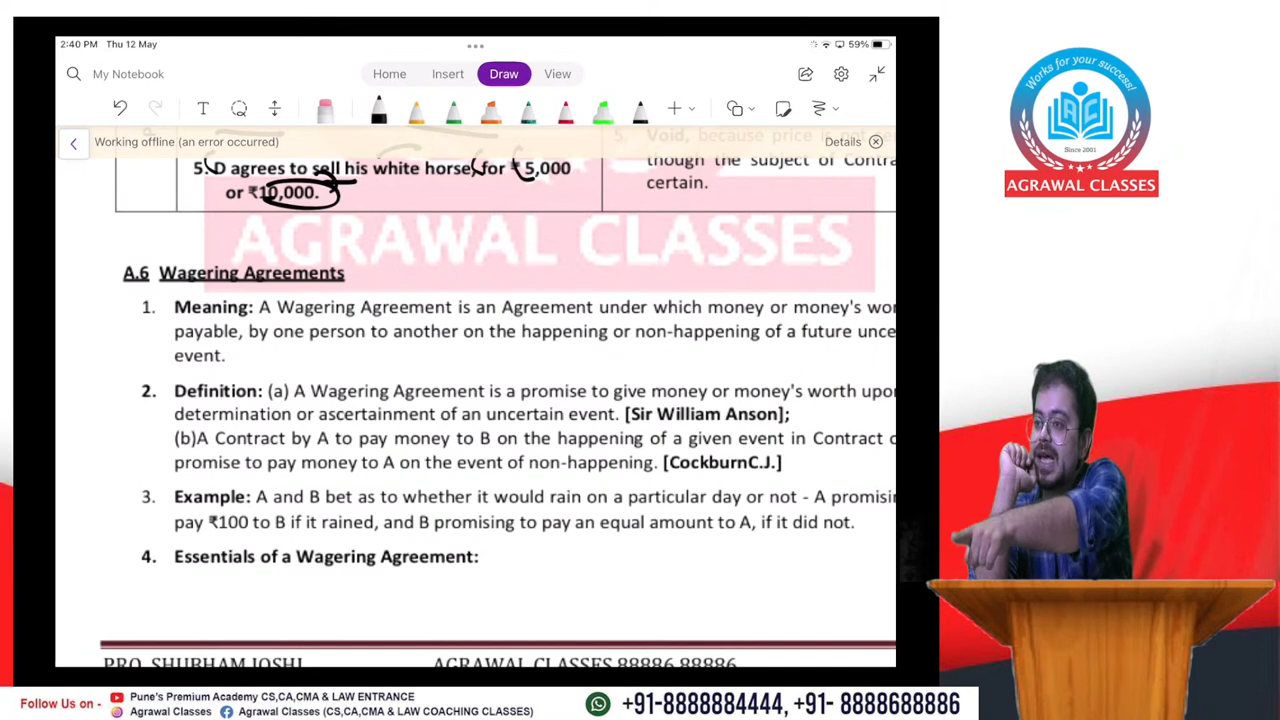 2:40 PM Thu 12 May
59%
My Notebook
Home Insert Draw View
Working offline (an error occurred)
Details
5. D agrees to sell his white horse, for ₹ 5,000
or ₹10,000.
5. Void, because price is not
though the subject of Contra
certain.
AGRAWAL CLASSES
A.6 Wagering Agreements
1. Meaning: A Wagering Agreement is an Agreement under which money or money's wor
payable, by one person to another on the happening or non-happening of a future unce
event.
2. Definition: (a) A Wagering Agreement is a promise to give money or money's worth upo
determination or ascertainment of an uncertain event. [Sir William Anson];
(b)A Contract by A to pay money to B on the happening of a given event in Contract
promise to pay money to A on the event of non-happening. [CockburnC.J.]
3. Example: A and B bet as to whether it would rain on a particular day or not - A promisi
pay ₹100 to B if it rained, and B promising to pay an equal amount to A, if it did not.
4. Essentials of a Wagering Agreement:
PRO. SHUBHAM JOSHI AGRAWAL CLASSES 88886 88886
Works for your success!
AC
Since 2001
AGRAWAL CLASSES
Follow Us on -
Pune's Premium Academy CS,CA,CMA & LAW ENTRANCE
Agrawal Classes
Agrawal Classes (CS,CA,CMA & LAW COACHING CLASSES)
+91-8888884444, +91- 8888688886